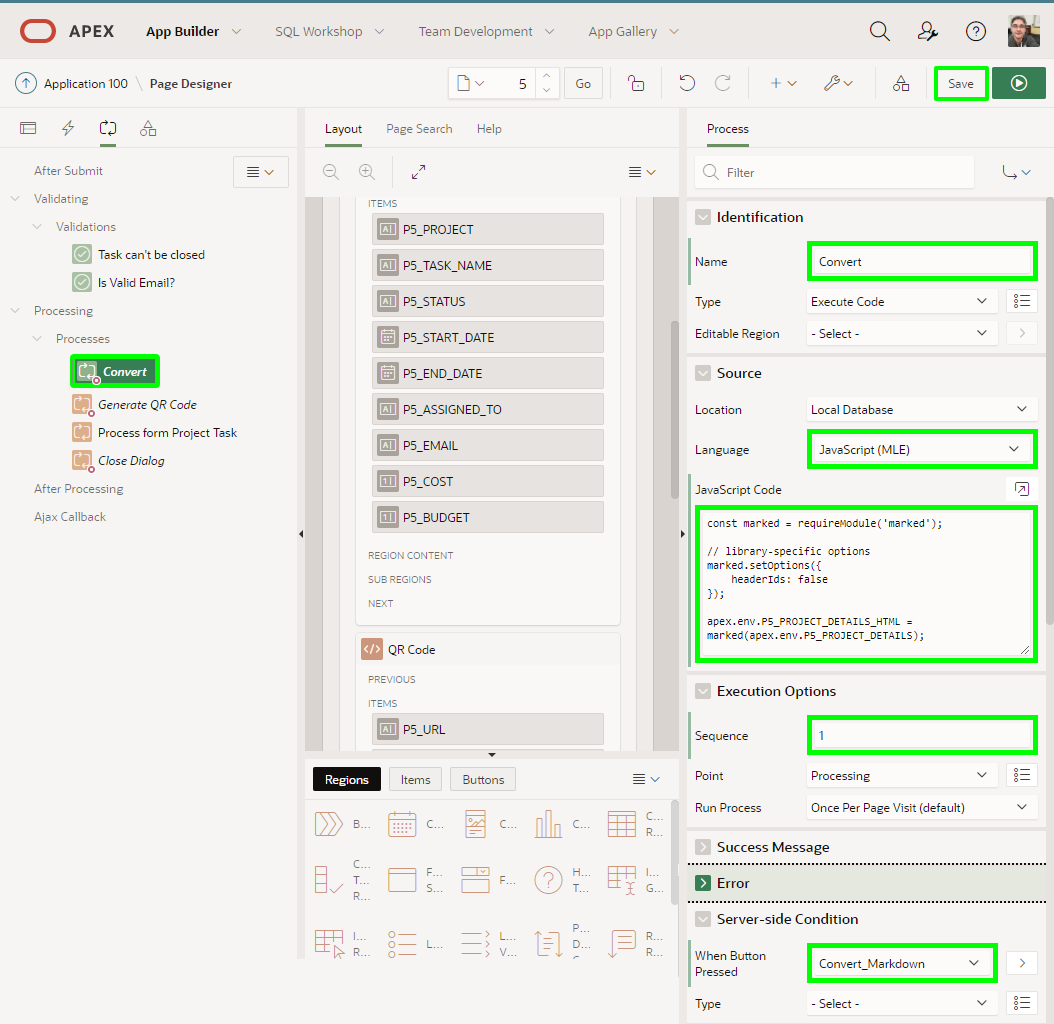 APEX
App Builder
SQL Workshop
Team Development
App Gallery
Application 100 \ Page Designer
5
Go
Save
After Submit
Validating
Validations
Task can't be closed
Is Valid Email?
Processing
Processes
Convert
Generate QR Code
Process form Project Task
Close Dialog
After Processing
Ajax Callback
Layout
Page Search
Help
ITEMS
P5_PROJECT
P5_TASK_NAME
P5_STATUS
P5_START_DATE
P5_END_DATE
P5_ASSIGNED_TO
P5_EMAIL
P5_COST
P5_BUDGET
REGION CONTENT
SUB REGIONS
NEXT
QR Code
PREVIOUS
ITEMS
P5_URL
Regions
Items
Buttons
B...
C...
C...
C...
C...
R...
C...
T...
R...
F...
S...
F...
H...
T...
I...
G...
I...
R...
L...
L...
V...
P...
D...
R...
R...
Process
Filter
Identification
Name
Convert
Type
Execute Code
Editable Region
- Select -
Source
Location
Local Database
Language
JavaScript (MLE)
JavaScript Code
const marked = requireModule('marked');
// library-specific options
marked.setOptions({
headerIds: false
});
apex.env.P5_PROJECT_DETAILS_HTML =
marked(apex.env.P5_PROJECT_DETAILS);
Execution Options
Sequence
1
Point
Processing
Run Process
Once Per Page Visit (default)
Success Message
Error
Server-side Condition
When Button
Pressed
Convert_Markdown
Type
- Select -